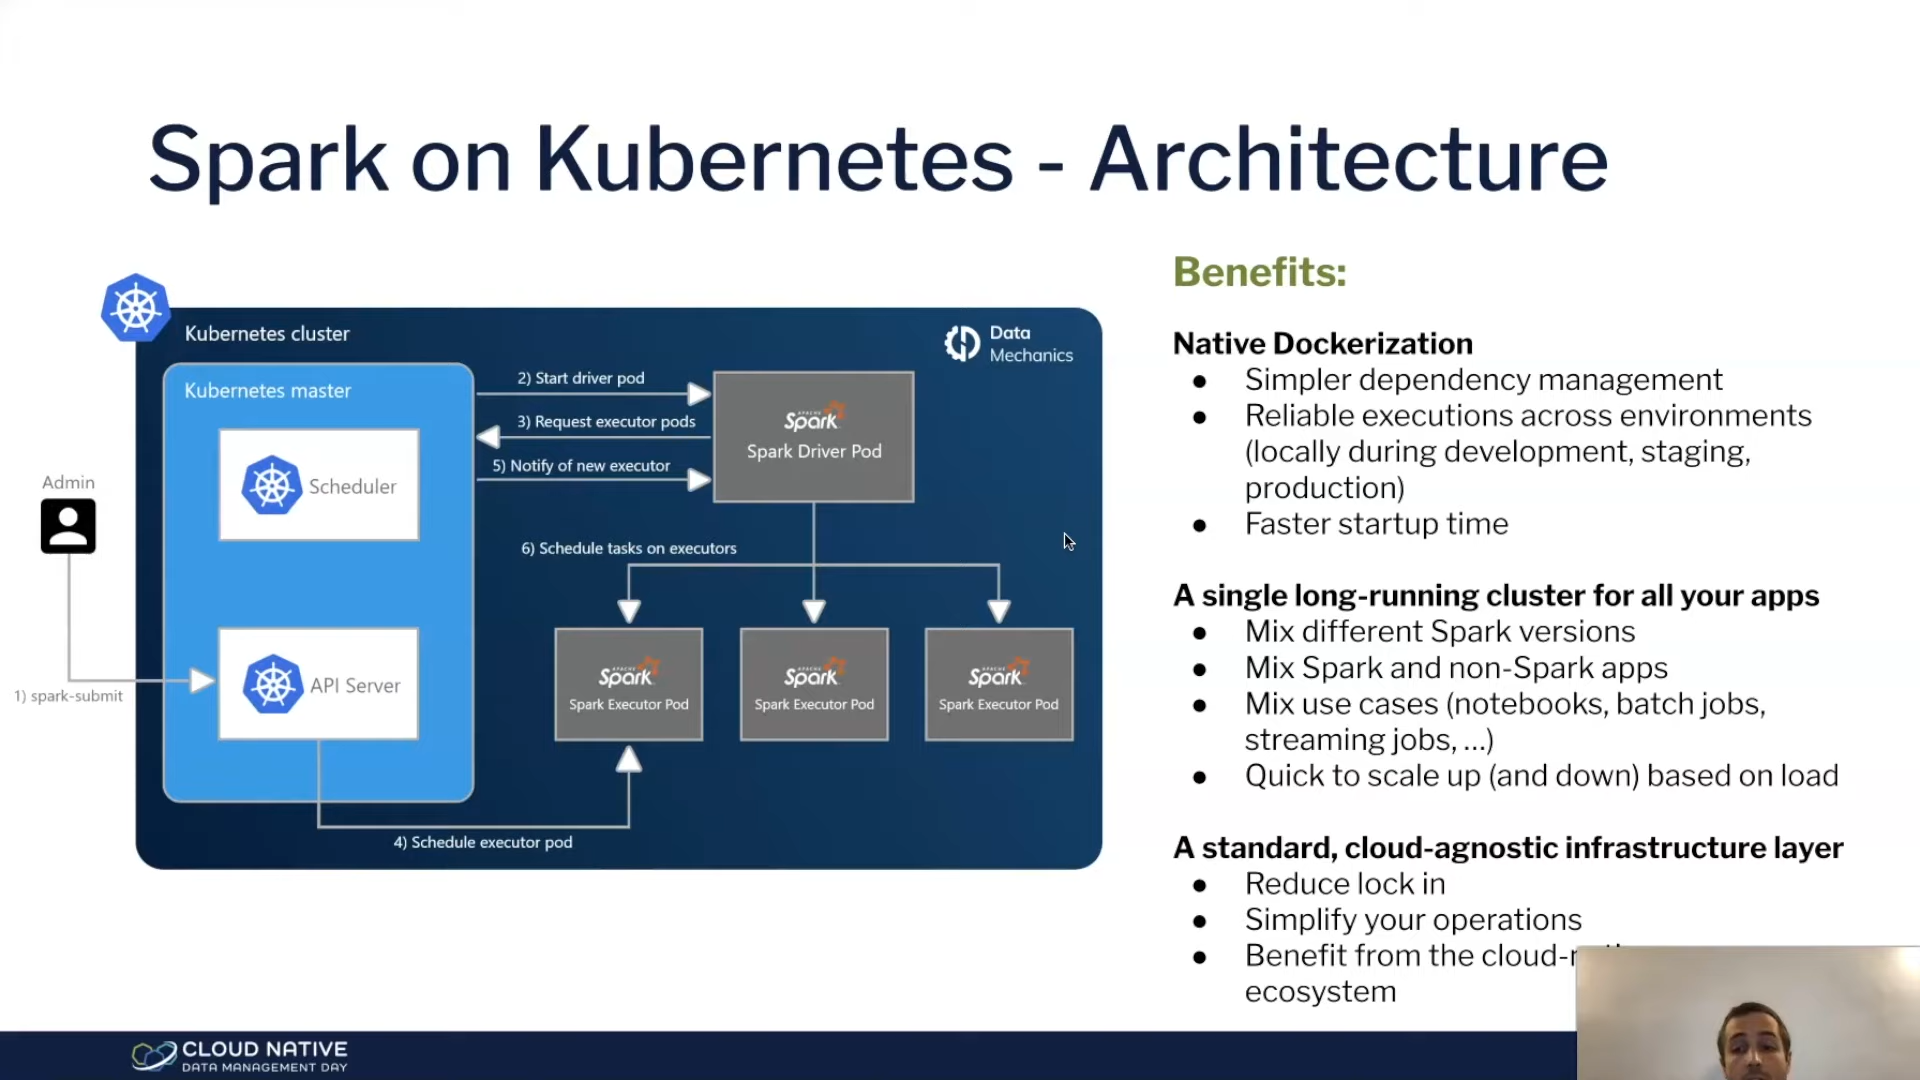 Spark on Kubernetes - Architecture
Kubernetes cluster
Data
Mechanics
Kubernetes master
Scheduler
API Server
Admin
1) spark-submit
2) Start driver pod
3) Request executor pods
5) Notify of new executor
APACHE
Spark
Spark Driver Pod
6) Schedule tasks on executors
APACHE
Spark
Spark Executor Pod
APACHE
Spark
Spark Executor Pod
APACHE
Spark
Spark Executor Pod
4) Schedule executor pod
Benefits:
Native Dockerization
● Simpler dependency management
● Reliable executions across environments
(locally during development, staging,
production)
● Faster startup time
A single long-running cluster for all your apps
● Mix different Spark versions
● Mix Spark and non-Spark apps
● Mix use cases (notebooks, batch jobs,
streaming jobs, ...)
● Quick to scale up (and down) based on load
A standard, cloud-agnostic infrastructure layer
● Reduce lock in
● Simplify your operations
● Benefit from the
ecosystem
CLOUD NATIVE
DATA MANAGEMENT DAY